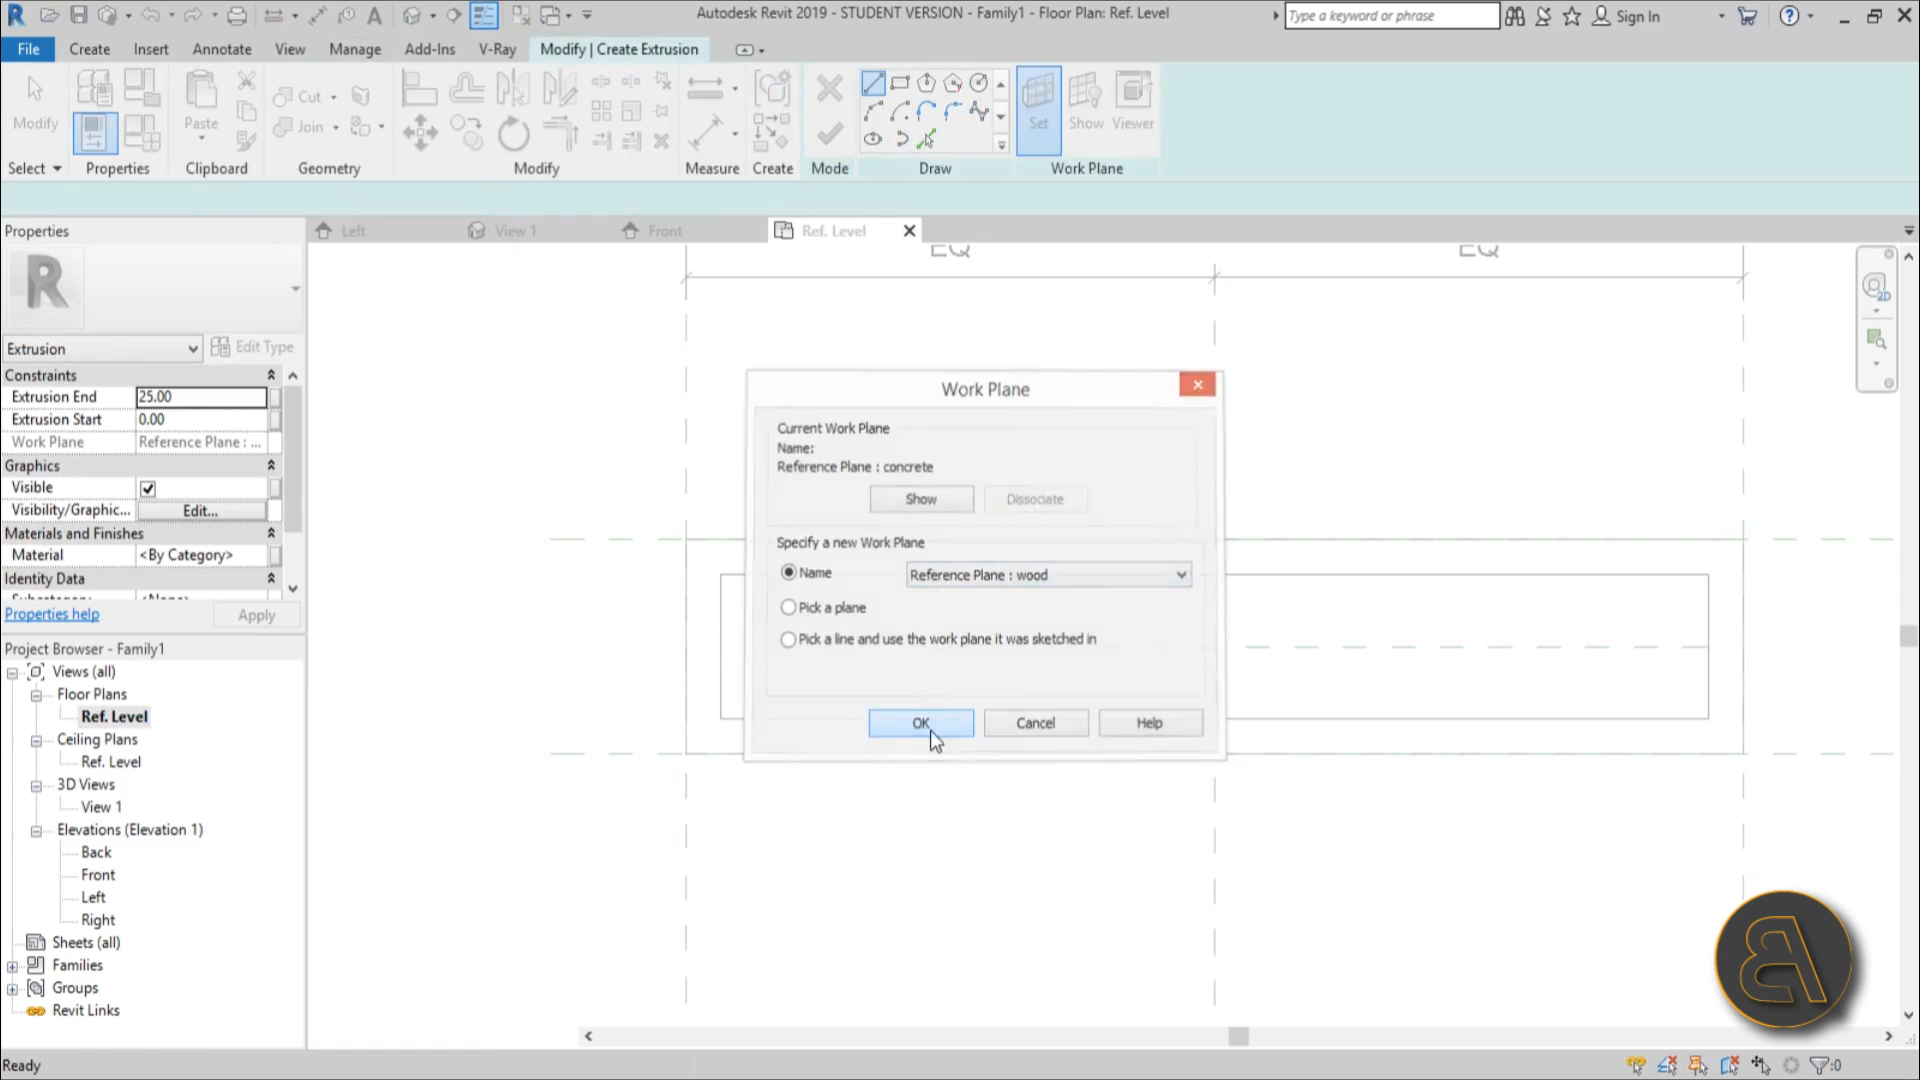 Autodesk Revit 2019 - STUDENT VERSION - Family1 - Floor Plan: Ref. Level
Type a keyword or phrase
Sign In
File
Create
Insert
Annotate
View
Manage
Add-Ins
V-Ray
Modify | Create Extrusion
Modify
Paste
Cut
Join
Set
Show
Viewer
Select
Properties
Clipboard
Geometry
Modify
Measure
Create
Mode
Draw
Work Plane
Properties
Left
View 1
Front
Ref. Level
Extrusion
Edit Type
Constraints
Extrusion End 25.00
Extrusion Start 0.00
Work Plane Reference Plane : ...
Graphics
Visible
Visibility/Graphic... Edit...
Materials and Finishes
Material <By Category>
Identity Data
Properties help
Apply
Project Browser - Family1
Views (all)
Floor Plans
Ref. Level
Ceiling Plans
Ref. Level
3D Views
View 1
Elevations (Elevation 1)
Back
Front
Left
Right
Sheets (all)
Families
Groups
Revit Links
EQ
EQ
2D
Work Plane
Current Work Plane
Name:
Reference Plane : concrete
Show
Dissociate
Specify a new Work Plane
Name
Reference Plane : wood
Pick a plane
Pick a line and use the work plane it was sketched in
OK
Cancel
Help
Ready
:0